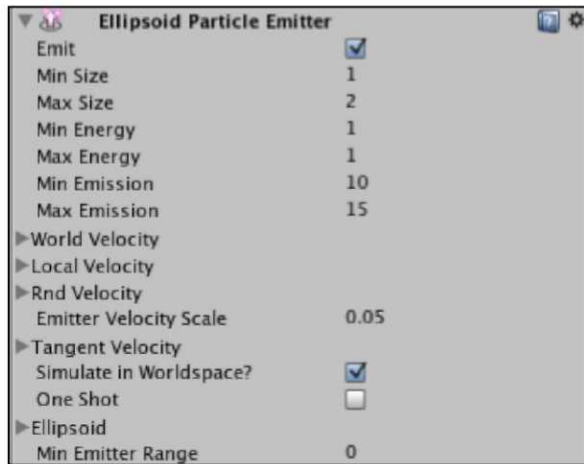 Ellipsoid Particle Emitter
Emit
Min Size 1
Max Size 2
Min Energy 1
Max Energy 1
Min Emission 10
Max Emission 15
World Velocity
Local Velocity
Rnd Velocity
Emitter Velocity Scale 0.05
Tangent Velocity
Simulate in Worldspace?
One Shot
Ellipsoid
Min Emitter Range 0